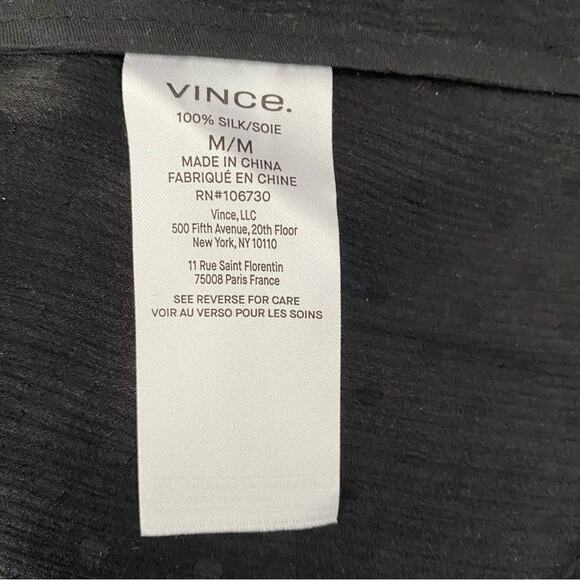 VINCE.
100% SILK/SOIE
M/M
MADE IN CHINA
FABRIQUÉ EN CHINE
RN#106730
Vince, LLC
500 Fifth Avenue, 20th Floor
New York, NY 10110
11 Rue Saint Florentin
75008 Paris France
SEE REVERSE FOR CARE
VOIR AU VERSO POUR LES SOINS